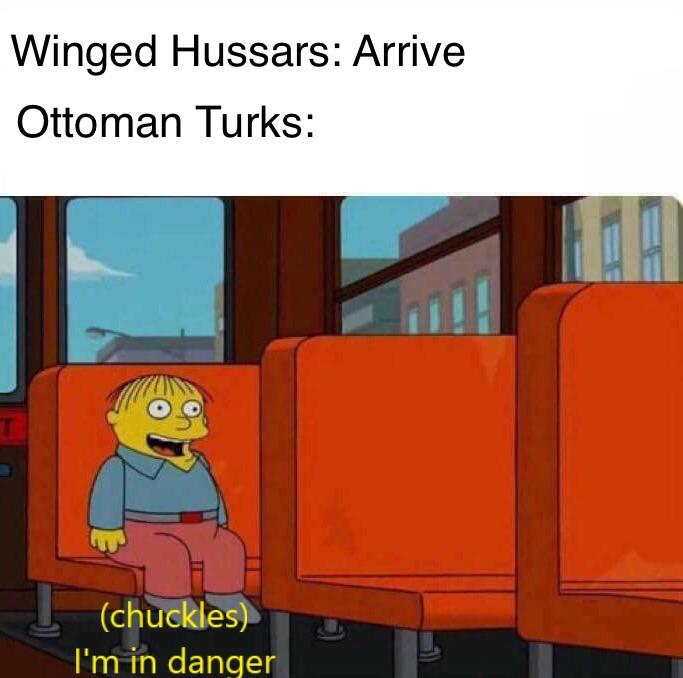 Winged Hussars: Arrive
Ottoman Turks:
T
(chuckles)
I'm in danger